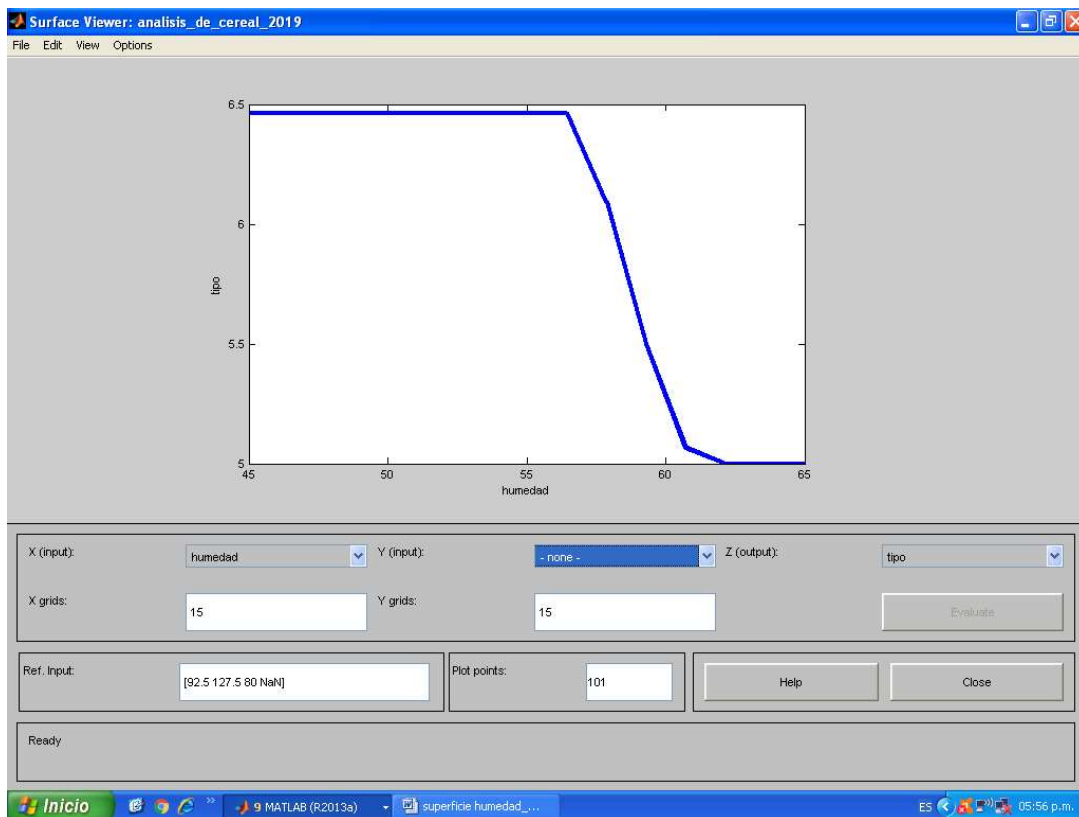 Surface Viewer: analisis_de_cereal_2019
File Edit View Options
6.5
6
5.5
5
tipo
45 50 55 60 65
humedad
X (input): humedad Y (input): - none - Z (output): tipo
X grids: 15 Y grids: 15 Evaluate
Ref. Input: [92.5 127.5 80 NaN] Plot points: 101 Help Close
Ready
Inicio » 9 MATLAB (R2013a) superficie humedad_... ES 05:56 p.m.